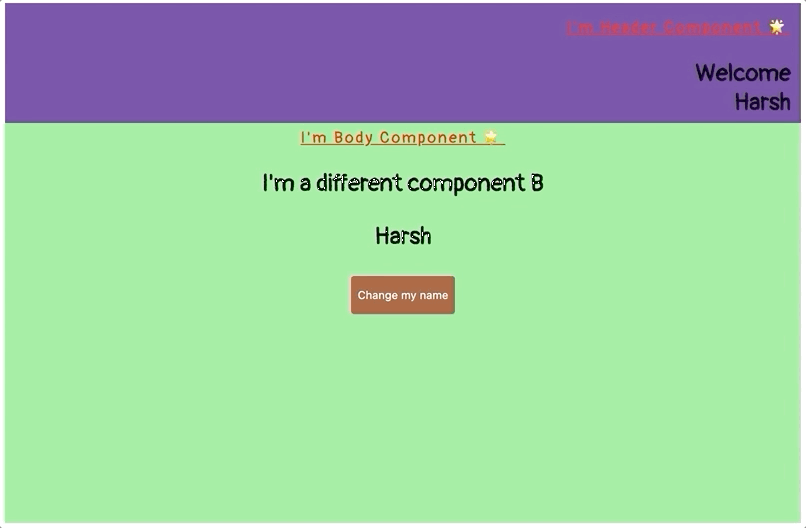 I'm Header Component 🌟
Welcome
Harsh
I'm Body Component 🌟
I'm a different component B
Harsh
Change my name